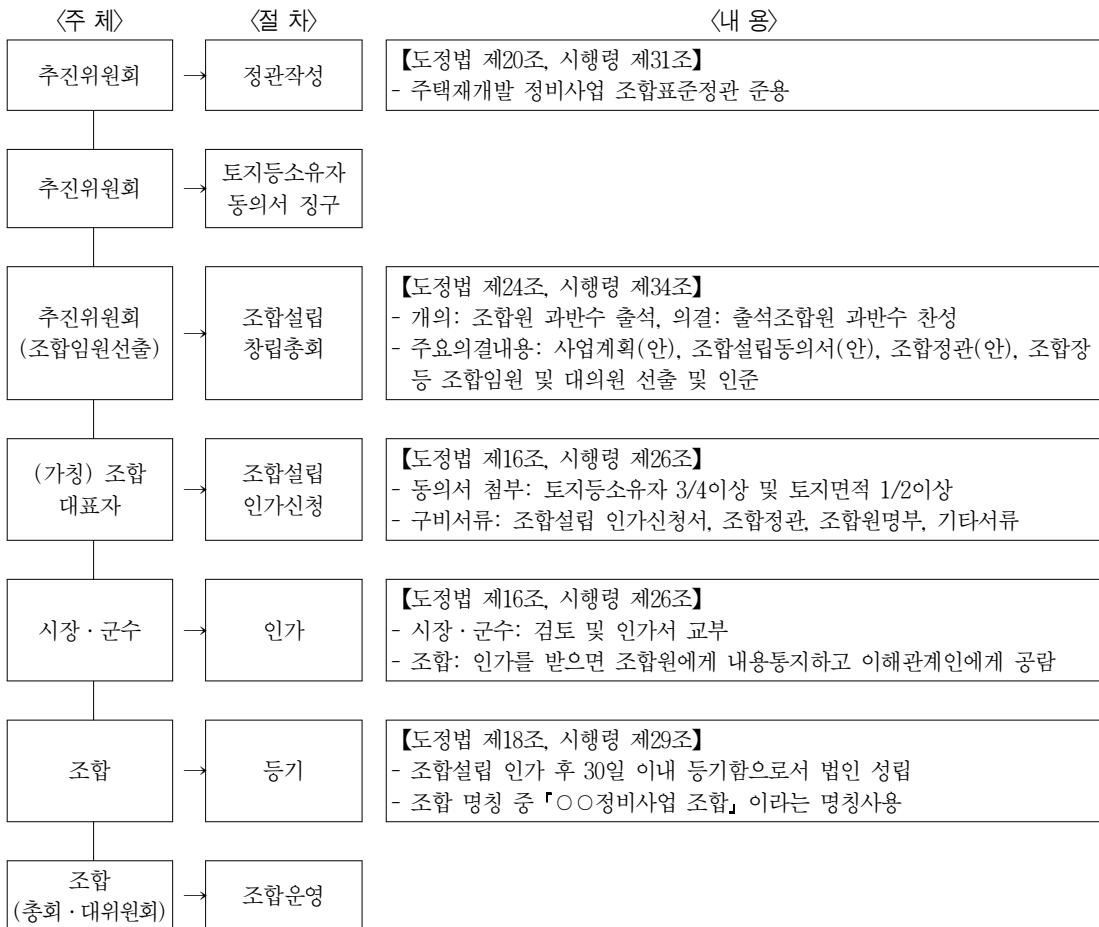 〈주 체〉 〈절 차〉 〈내 용〉
추진위원회 → 정관작성
【도정법 제20조, 시행령 제31조】
- 주택재개발 정비사업 조합표준정관 준용
추진위원회 → 토지등소유자
동의서 징구
추진위원회
(조합임원선출) → 조합설립
창립총회
【도정법 제24조, 시행령 제34조】
- 개의: 조합원 과반수 출석, 의결: 출석조합원 과반수 찬성
- 주요의결내용: 사업계획(안), 조합설립동의서(안), 조합정관(안), 조합장
등 조합임원 및 대의원 선출 및 인준
(가칭) 조합
대표자 → 조합설립
인가신청
【도정법 제16조, 시행령 제26조】
- 동의서 첨부: 토지등소유자 3/4이상 및 토지면적 1/2이상
- 구비서류: 조합설립 인가신청서, 조합정관, 조합원명부, 기타서류
시장·군수 → 인가
【도정법 제16조, 시행령 제26조】
- 시장·군수: 검토 및 인가서 교부
- 조합: 인가를 받으면 조합원에게 내용통지하고 이해관계인에게 공람
조합 → 등기
【도정법 제18조, 시행령 제29조】
- 조합설립 인가 후 30일 이내 등기함으로서 법인 성립
- 조합 명칭 중『○○정비사업 조합』이라는 명칭사용
조합
(총회·대위원회) → 조합운영